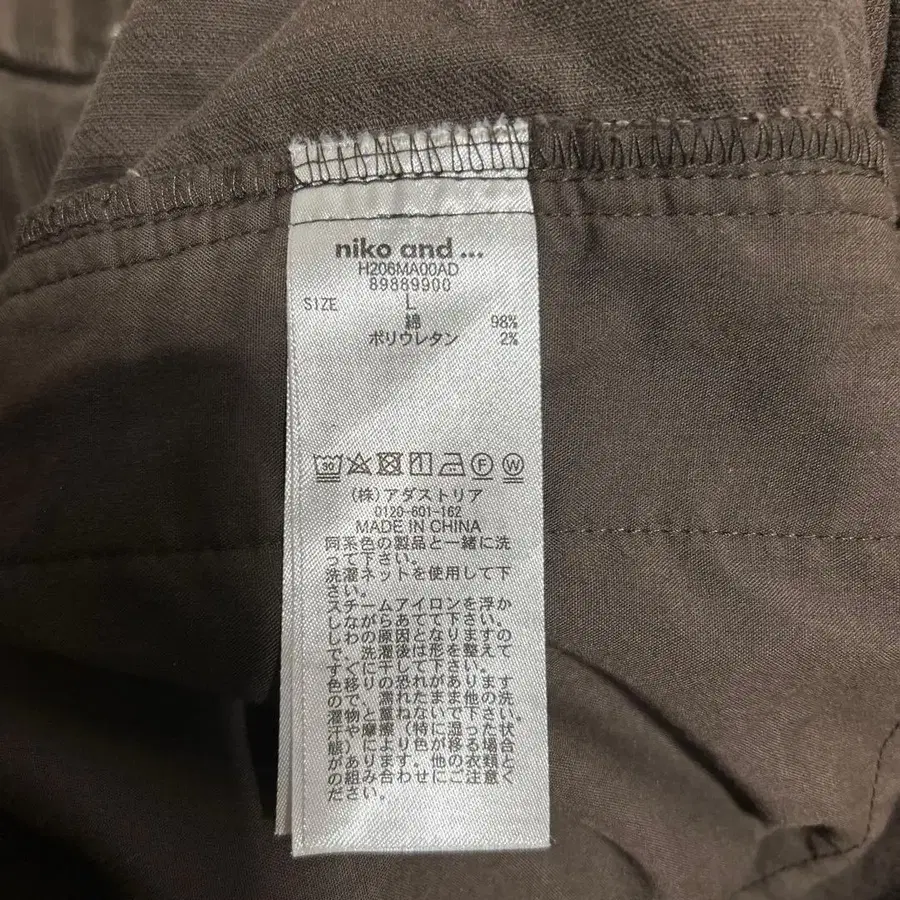 niko and ...
H206MA00AD
89889900
SIZE L
綿 98%
ポリウレタン 2%
30 F W
(株)アダストリア
0120-601-162
MADE IN CHINA
同系色の製品と一緒に洗
って下さい。
洗濯ネットを使用して下
さい。
スチームアイロンを浮か
しながらあてて下さい。
しわの原因となりますの
で、洗濯後は形を整えて
すぐに干して下さい。
色移りの恐れがあります
ので、濡れたまま他の洗
濯物と重ねないで下さい。
汗や摩擦(特に湿った状
態)により色が移る場合
があります。他の衣類と
の組み合わせにご注意く
ださい。